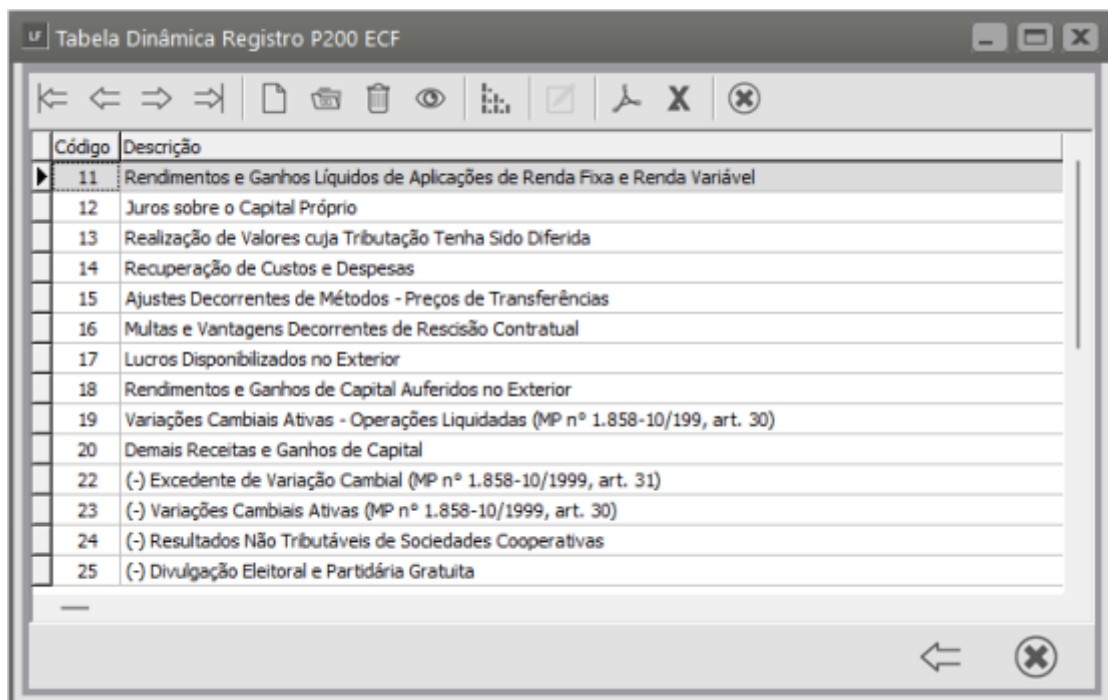 LF Tabela Dinâmica Registro P200 ECF
Código Descrição
11 Rendimentos e Ganhos Líquidos de Aplicações de Renda Fixa e Renda Variável
12 Juros sobre o Capital Próprio
13 Realização de Valores cuja Tributação Tenha Sido Diferida
14 Recuperação de Custos e Despesas
15 Ajustes Decorrentes de Métodos - Preços de Transferências
16 Multas e Vantagens Decorrentes de Rescisão Contratual
17 Lucros Disponibilizados no Exterior
18 Rendimentos e Ganhos de Capital Auferidos no Exterior
19 Variações Cambiais Ativas - Operações Liquidadas (MP nº 1.858-10/199, art. 30)
20 Demais Receitas e Ganhos de Capital
22 (-) Excedente de Variação Cambial (MP nº 1.858-10/1999, art. 31)
23 (-) Variações Cambiais Ativas (MP nº 1.858-10/1999, art. 30)
24 (-) Resultados Não Tributáveis de Sociedades Cooperativas
25 (-) Divulgação Eleitoral e Partidária Gratuita